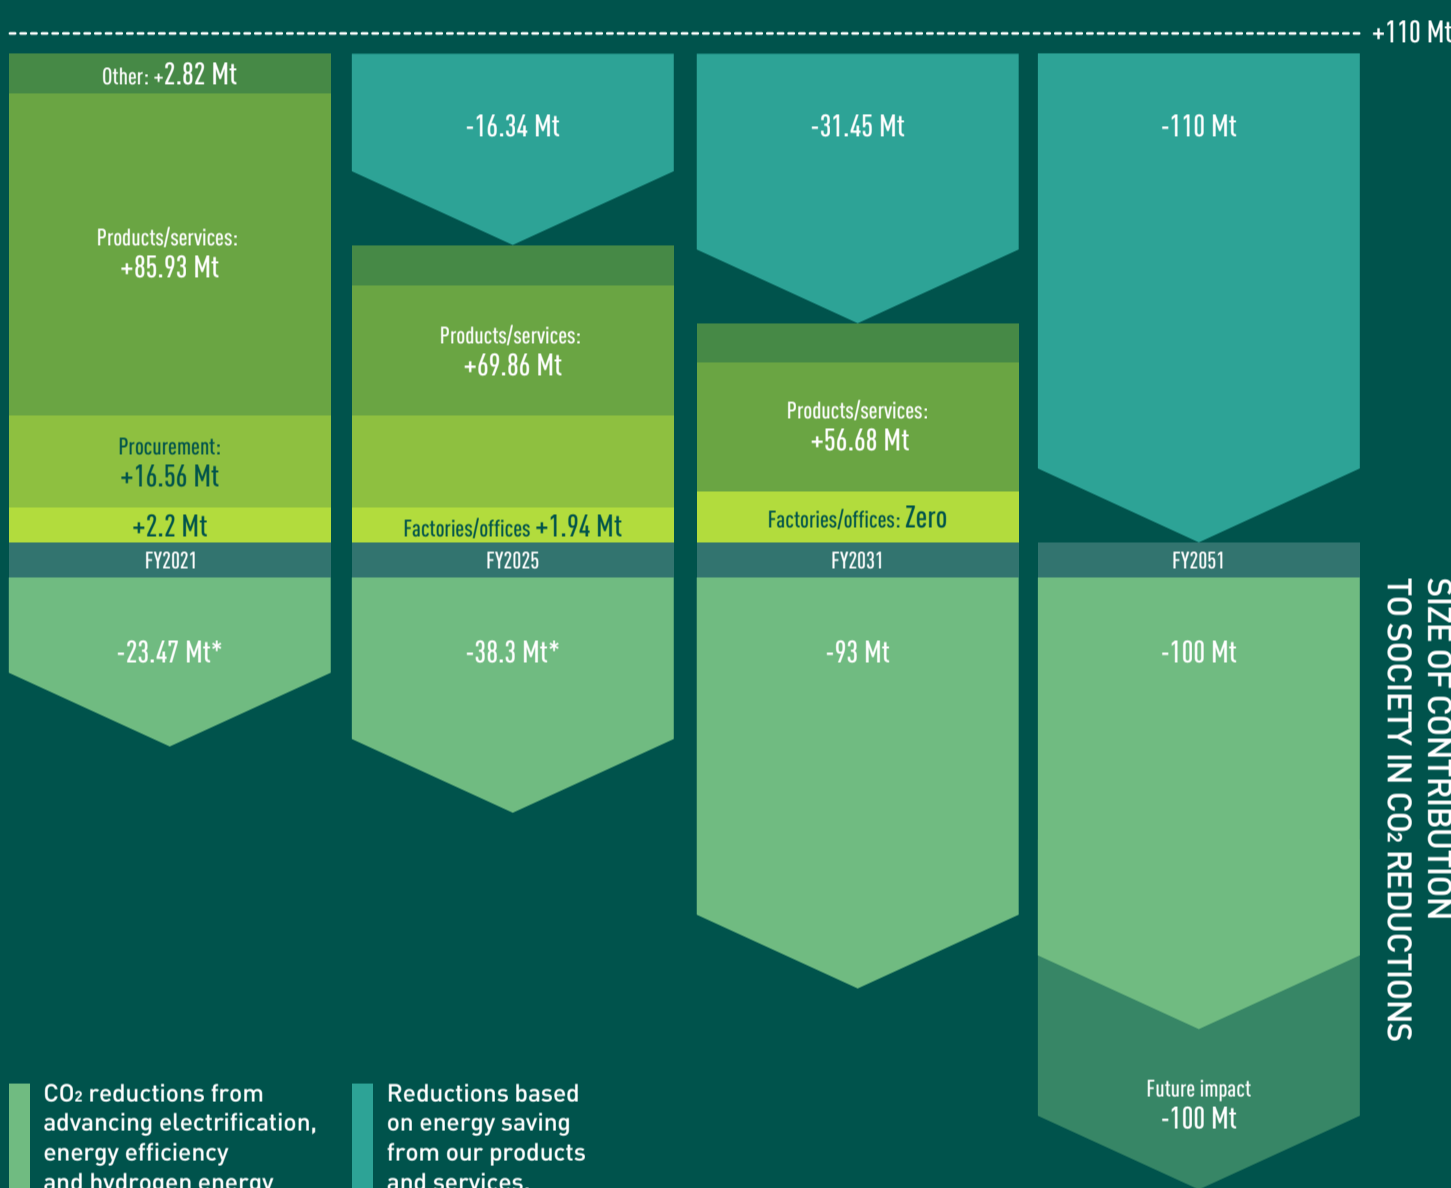 +110 Mt
Other: +2.82 Mt
Products/services:
+85.93 Mt
Procurement:
+16.56 Mt
+2.2 Mt
FY2021
-23.47 Mt*
-16.34 Mt
Products/services:
+69.86 Mt
Factories/offices +1.94 Mt
FY2025
-38.3 Mt*
-31.45 Mt
Products/services:
+56.68 Mt
Factories/offices: Zero
FY2031
-93 Mt
-110 Mt
FY2051
-100 Mt
Future impact
-100 Mt
SIZE OF CONTRIBUTION
TO SOCIETY IN CO₂ REDUCTIONS
CO₂ reductions from
advancing electrification,
energy efficiency
and hydrogen energy
Reductions based
on energy saving
from our products
and services.